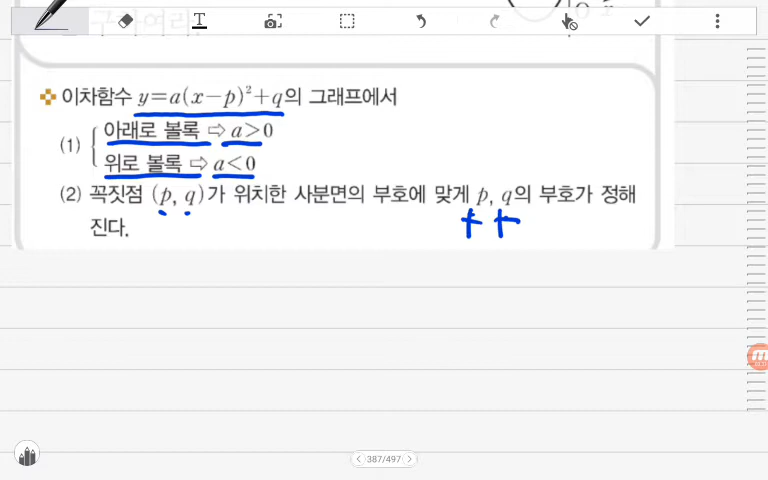 T
이차함수 y=a(x-p)²+q의 그래프에서
(1) 아래로 볼록 ⇨ a>0
위로 볼록 ⇨ a<0
(2) 꼭짓점 (p, q)가 위치한 사분면의 부호에 맞게 p, q의 부호가 정해
진다.
+ +
387/497